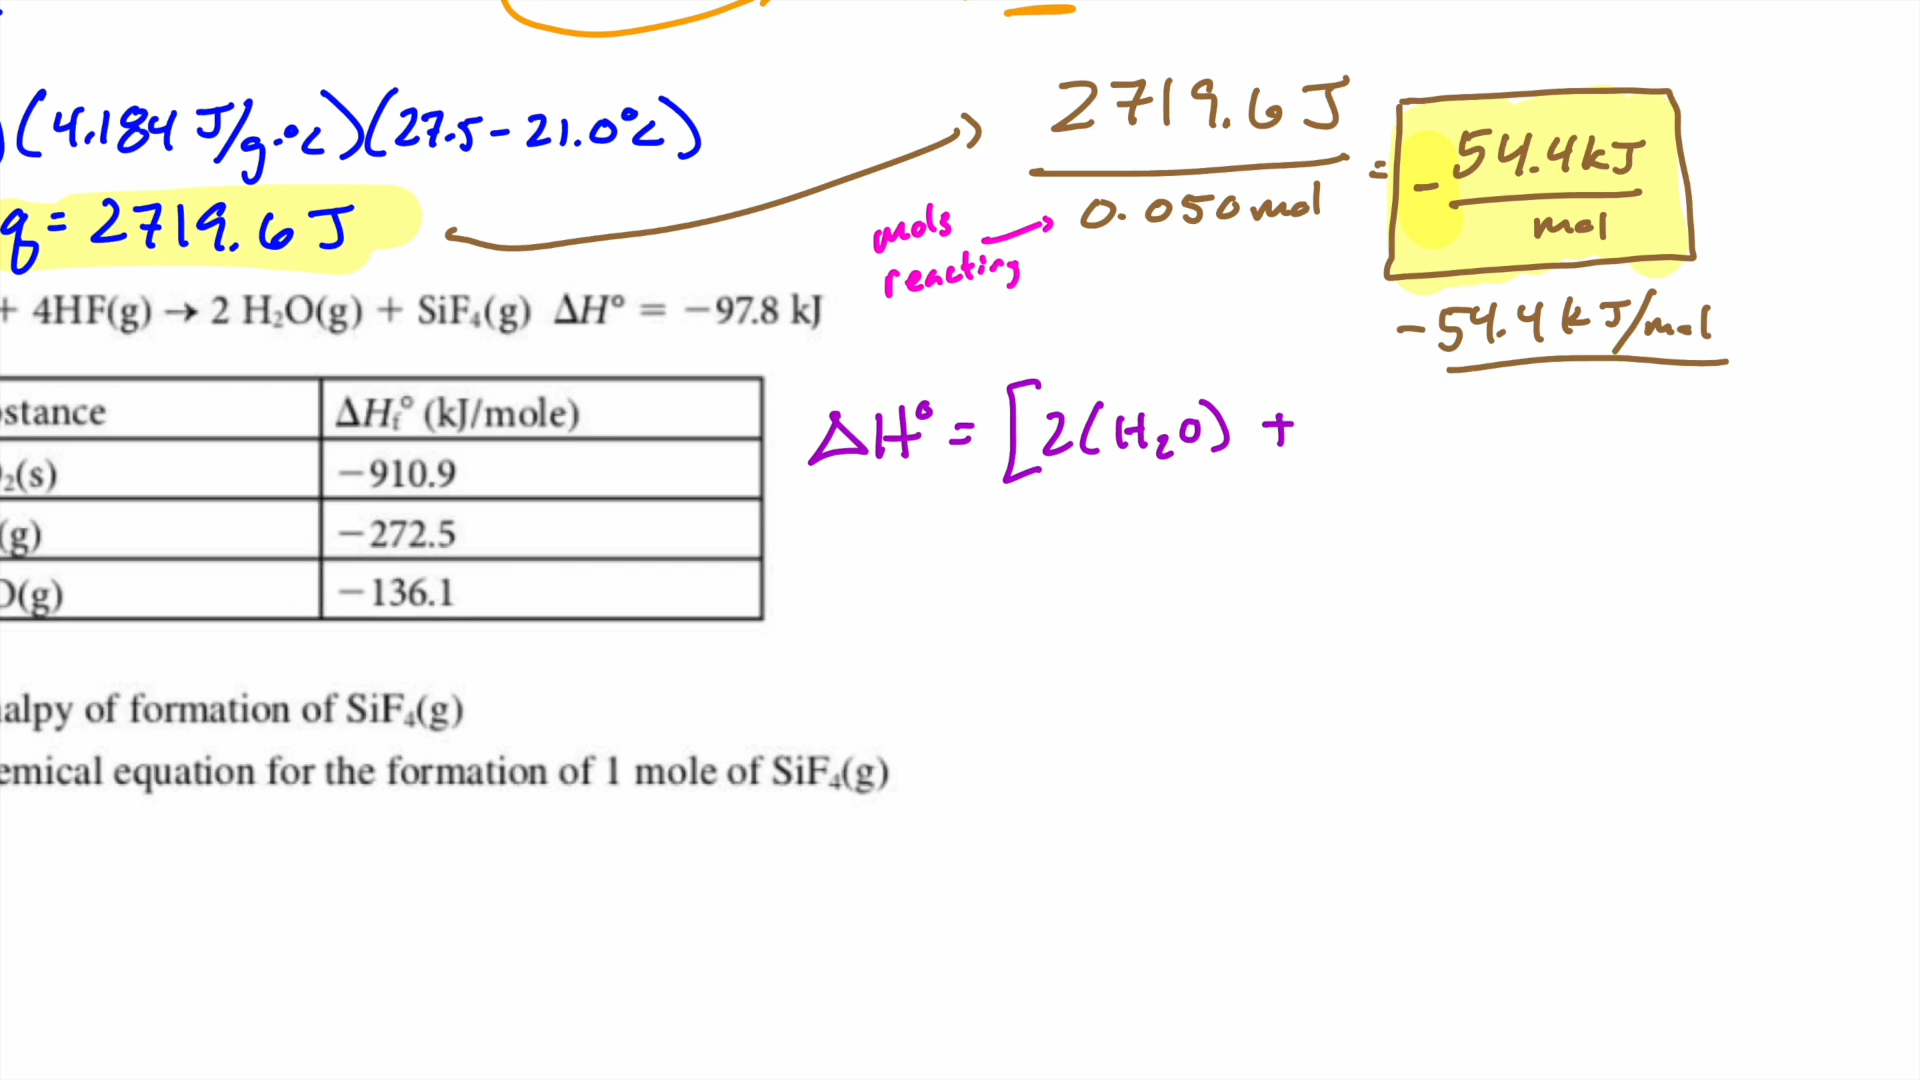 (4.184 J/g·°C)(27.5 - 21.0°C)
q = 2719.6 J
2719.6 J
0.050 mol
=
- 54.4 kJ
mol
mols
reacting
-54.4 kJ/mol
+ 4HF(g) → 2 H₂O(g) + SiF₄(g) ΔH° = −97.8 kJ
stance ΔHf° (kJ/mole)
₂(s) −910.9
(g) −272.5
O(g) −136.1
ΔH° = [2(H₂O) +
alpy of formation of SiF₄(g)
emical equation for the formation of 1 mole of SiF₄(g)